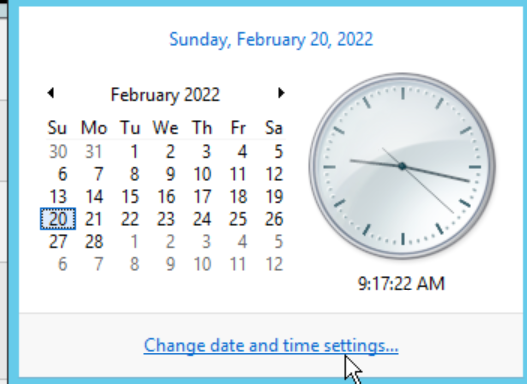 Sunday, February 20, 2022
February 2022
Su Mo Tu We Th Fr Sa
30 31 1 2 3 4 5
6 7 8 9 10 11 12
13 14 15 16 17 18 19
20 21 22 23 24 25 26
27 28 1 2 3 4 5
6 7 8 9 10 11 12
9:17:22 AM
Change date and time settings...